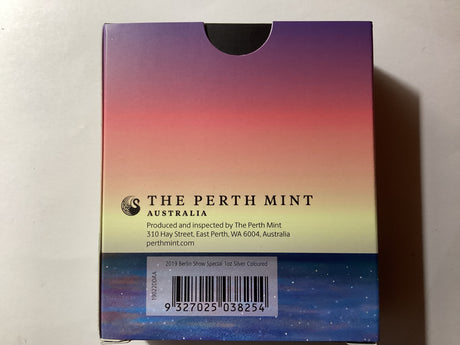 THE PERTH MINT
AUSTRALIA
Produced and inspected by The Perth Mint
310 Hay Street, East Perth, WA 6004, Australia
perthmint.com
2019 Berlin Show Special 1oz Silver Coloured
9 327025 038254